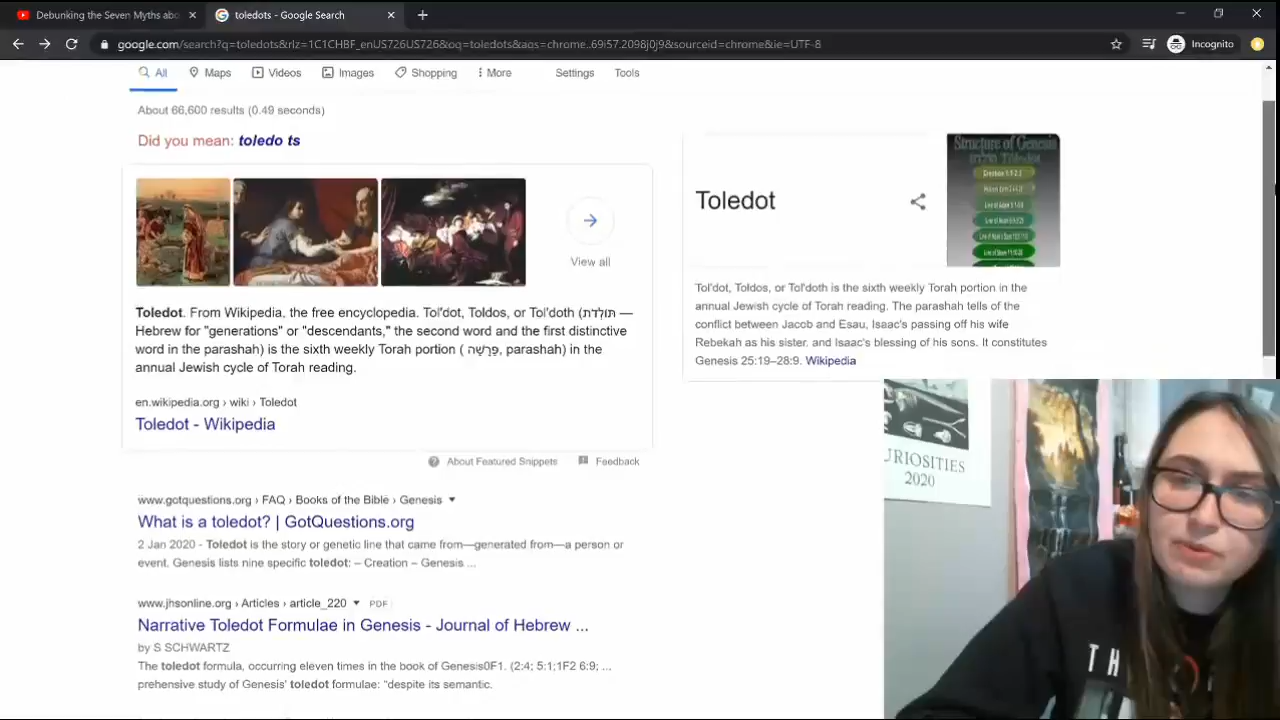 Debunking the Seven Myths abo
toledots - Google Search
google.com/search?q=toledots&rlz=1C1CHBF_enUS726US726&oq=toledots&aqs=chrome..69i57.2098j0j9&sourceid=chrome&ie=UTF-8
Incognito
All Maps Videos Images Shopping More Settings Tools
About 66,600 results (0.49 seconds)
Did you mean: toledo ts
View all
Toledot. From Wikipedia, the free encyclopedia. Tol'dot, Toldos, or Tol'doth (תּוֹלְדֹת —
Hebrew for "generations" or "descendants," the second word and the first distinctive
word in the parashah) is the sixth weekly Torah portion ( פָּרָשָׁה, parashah) in the
annual Jewish cycle of Torah reading.
en.wikipedia.org › wiki › Toledot
Toledot - Wikipedia
About Featured Snippets Feedback
www.gotquestions.org › FAQ › Books of the Bible › Genesis
What is a toledot? | GotQuestions.org
2 Jan 2020 - Toledot is the story or genetic line that came from—generated from—a person or
event. Genesis lists nine specific toledot: – Creation – Genesis ...
www.jhsonline.org › Articles › article_220 PDF
Narrative Toledot Formulae in Genesis - Journal of Hebrew ...
by S SCHWARTZ
The toledot formula, occurring eleven times in the book of Genesis0F1. (2:4; 5:1;1F2 6:9; ...
prehensive study of Genesis' toledot formulae: "despite its semantic.
Toledot
Structure of Genesis
Toledot
Creation 1:1-2:3
Tol'dot, Toldos, or Tol'doth is the sixth weekly Torah portion in the
annual Jewish cycle of Torah reading. The parashah tells of the
conflict between Jacob and Esau, Isaac's passing off his wife
Rebekah as his sister, and Isaac's blessing of his sons. It constitutes
Genesis 25:19–28:9. Wikipedia
URIOSITIES
2020
TH